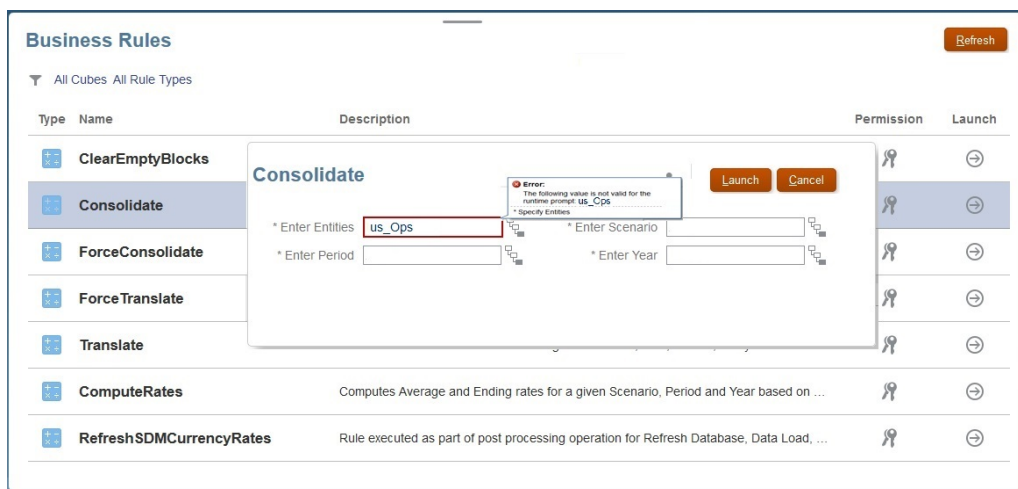 Business Rules
Refresh
All Cubes All Rule Types
Type Name Description Permission Launch
ClearEmptyBlocks
Consolidate
ForceConsolidate
ForceTranslate
Translate
ComputeRates Computes Average and Ending rates for a given Scenario, Period and Year based on ...
RefreshSDMCurrencyRates Rule executed as part of post processing operation for Refresh Database, Data Load, ...
Consolidate
Launch Cancel
Error:
The following value is not valid for the
runtime prompt: us_Ops
* Specify Entities
* Enter Entities us_Ops * Enter Scenario
* Enter Period * Enter Year